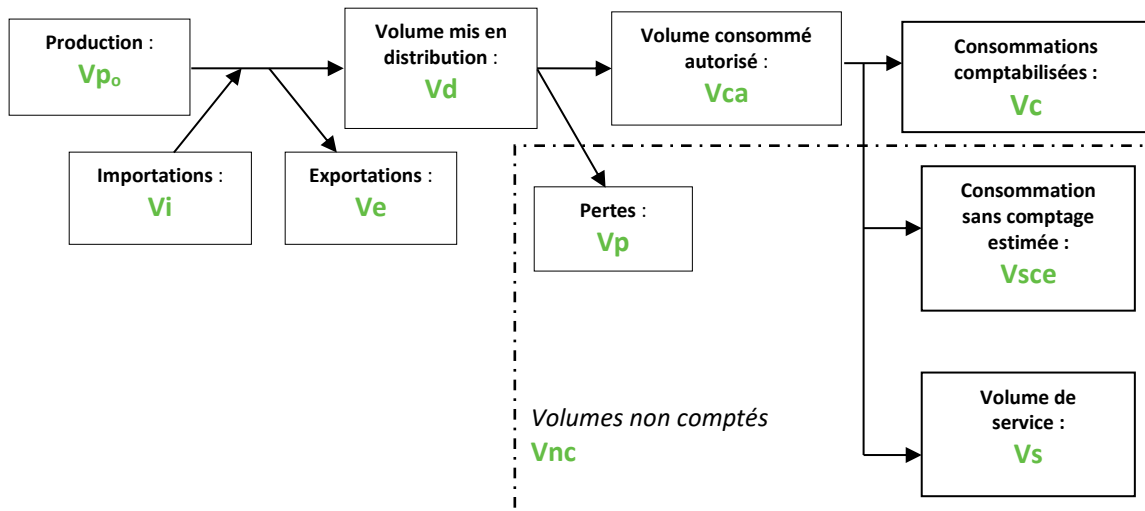 Production :
Vpo
Volume mis en
distribution :
Vd
Volume consommé
autorisé :
Vca
Consommations
comptabilisées :
Vc
Importations :
Vi
Exportations :
Ve
Pertes :
Vp
Consommation
sans comptage
estimée :
Vsce
Volumes non comptés
Vnc
Volume de
service :
Vs